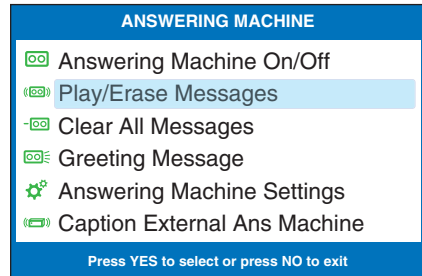 ANSWERING MACHINE
Answering Machine On/Off
Play/Erase Messages
Clear All Messages
Greeting Message
Answering Machine Settings
Caption External Ans Machine
Press YES to select or press NO to exit